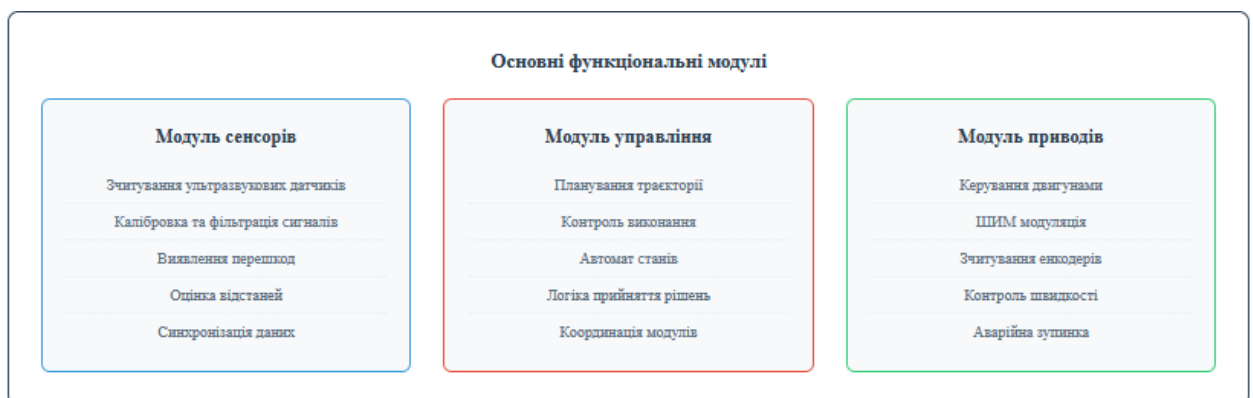 Основні функціональні модулі
Модуль сенсорів
Зчитування ультразвукових датчиків
Калібровка та фільтрація сигналів
Виявлення перешкод
Оцінка відстаней
Синхронізація даних
Модуль управління
Планування траєкторії
Контроль виконання
Автомат станів
Логіка прийняття рішень
Координація модулів
Модуль приводів
Керування двигунами
ШИМ модуляція
Зчитування енкодерів
Контроль швидкості
Аварійна зупинка